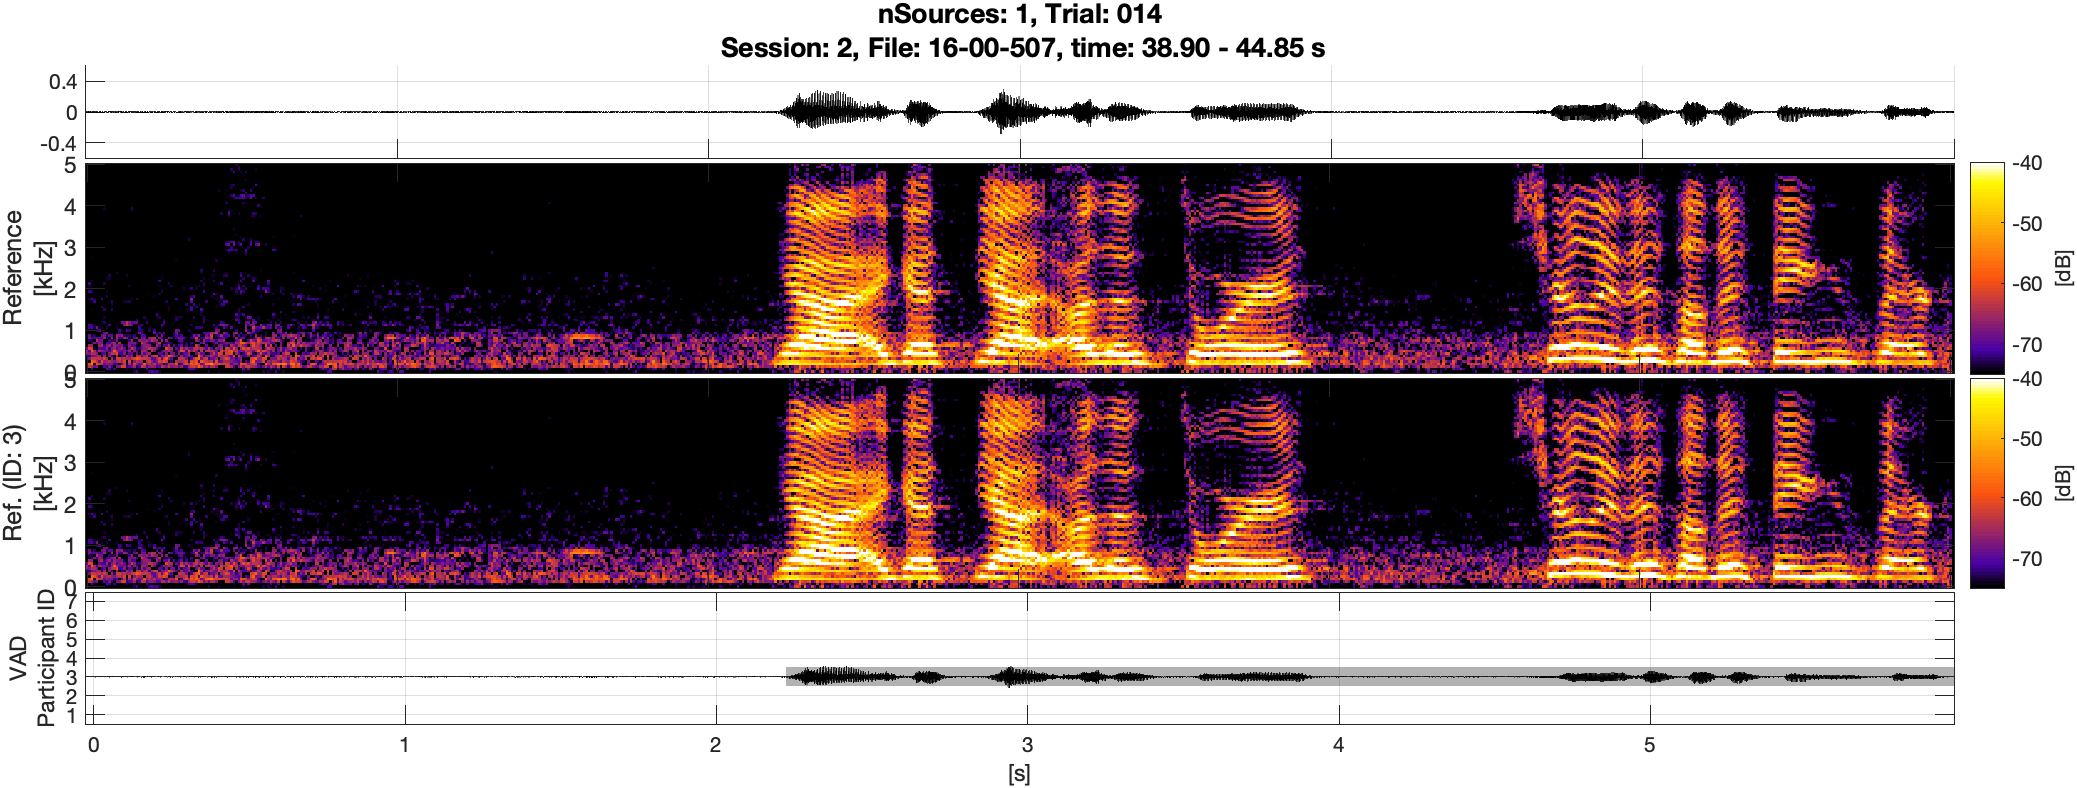 nSources: 1, Trial: 014
Session: 2, File: 16-00-507, time: 38.90 - 44.85 s
0.4
0
-0.4
Reference
[kHz]
5
4
3
2
1
0
-40
-50
-60
-70
[dB]
Ref. (ID: 3)
[kHz]
5
4
3
2
1
0
-40
-50
-60
-70
[dB]
VAD
Participant ID
7
6
5
4
3
2
1
0 1 2 3 4 5
[s]